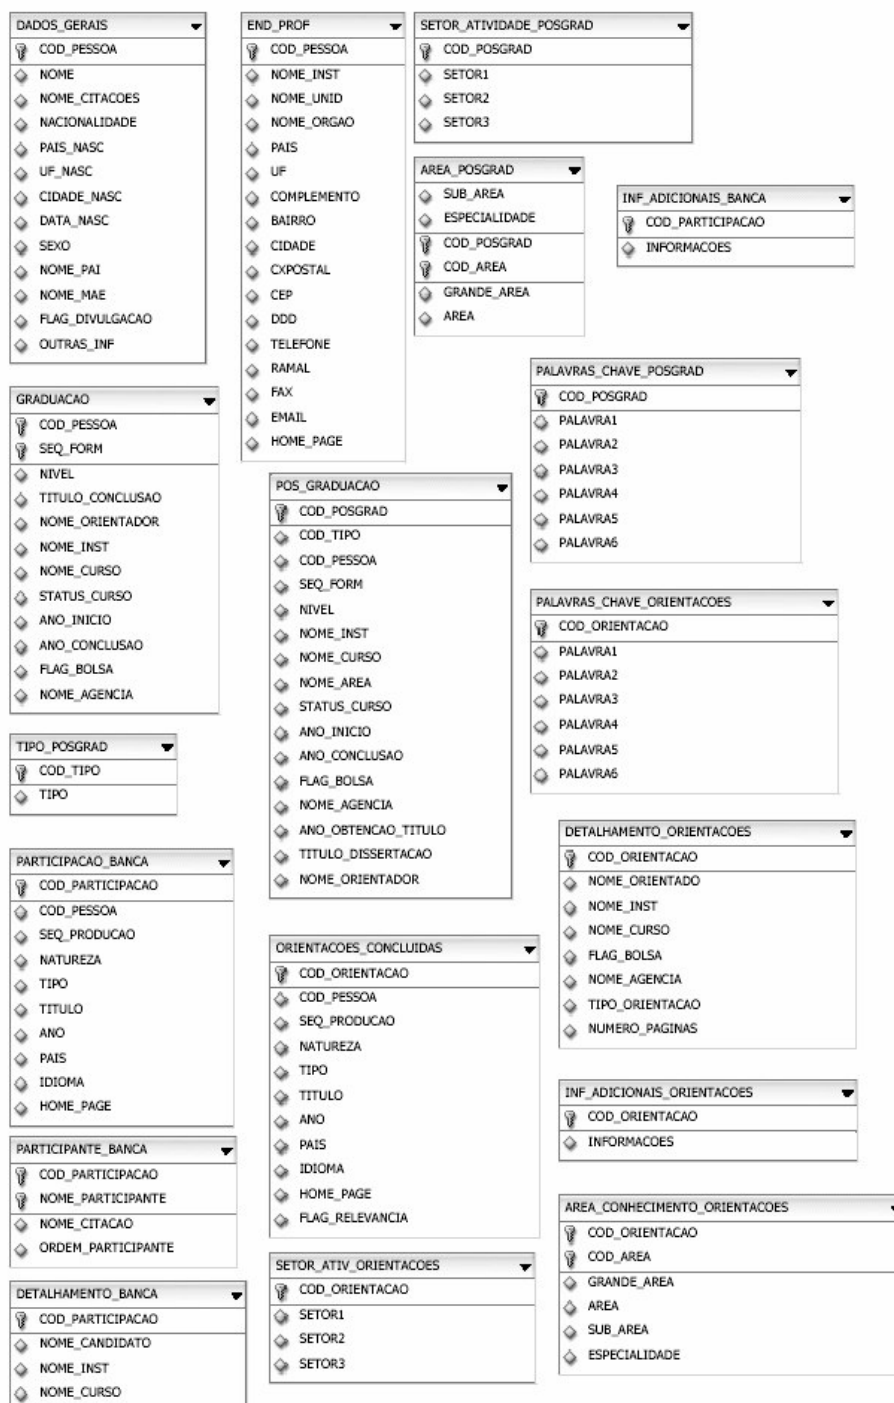 DADOS_GERAIS
COD_PESSOA
NOME
NOME_CITACOES
NACIONALIDADE
PAIS_NASC
UF_NASC
CIDADE_NASC
DATA_NASC
SEXO
NOME_PAI
NOME_MAE
FLAG_DIVULGACAO
OUTRAS_INF
GRADUACAO
COD_PESSOA
SEQ_FORM
NIVEL
TITULO_CONCLUSAO
NOME_ORIENTADOR
NOME_INST
NOME_CURSO
STATUS_CURSO
ANO_INICIO
ANO_CONCLUSAO
FLAG_BOLSA
NOME_AGENCIA
TIPO_POSGRAD
COD_TIPO
TIPO
PARTICIPACAO_BANCA
COD_PARTICIPACAO
COD_PESSOA
SEQ_PRODUCAO
NATUREZA
TIPO
TITULO
ANO
PAIS
IDIOMA
HOME_PAGE
PARTICIPANTE_BANCA
COD_PARTICIPACAO
NOME_PARTICIPANTE
NOME_CITACAO
ORDEM_PARTICIPANTE
DETALHAMENTO_BANCA
COD_PARTICIPACAO
NOME_CANDIDATO
NOME_INST
NOME_CURSO
END_PROF
COD_PESSOA
NOME_INST
NOME_UNID
NOME_ORGAO
PAIS
UF
COMPLEMENTO
BAIRRO
CIDADE
CXPOSTAL
CEP
DDD
TELEFONE
RAMAL
FAX
EMAIL
HOME_PAGE
POS_GRADUACAO
COD_POSGRAD
COD_TIPO
COD_PESSOA
SEQ_FORM
NIVEL
NOME_INST
NOME_CURSO
NOME_AREA
STATUS_CURSO
ANO_INICIO
ANO_CONCLUSAO
FLAG_BOLSA
NOME_AGENCIA
ANO_OBTENCAO_TITULO
TITULO_DISSERTACAO
NOME_ORIENTADOR
ORIENTACOES_CONCLUIDAS
COD_ORIENTACAO
COD_PESSOA
SEQ_PRODUCAO
NATUREZA
TIPO
TITULO
ANO
PAIS
IDIOMA
HOME_PAGE
FLAG_RELEVANCIA
SETOR_ATIV_ORIENTACOES
COD_ORIENTACAO
SETOR1
SETOR2
SETOR3
SETOR_ATIVIDADE_POSGRAD
COD_POSGRAD
SETOR1
SETOR2
SETOR3
AREA_POSGRAD
SUB_AREA
ESPECIALIDADE
COD_POSGRAD
COD_AREA
GRANDE_AREA
AREA
INF_ADICIONAIS_BANCA
COD_PARTICIPACAO
INFORMACOES
PALAVRAS_CHAVE_POSGRAD
COD_POSGRAD
PALAVRA1
PALAVRA2
PALAVRA3
PALAVRA4
PALAVRA5
PALAVRA6
PALAVRAS_CHAVE_ORIENTACOES
COD_ORIENTACAO
PALAVRA1
PALAVRA2
PALAVRA3
PALAVRA4
PALAVRA5
PALAVRA6
DETALHAMENTO_ORIENTACOES
COD_ORIENTACAO
NOME_ORIENTADO
NOME_INST
NOME_CURSO
FLAG_BOLSA
NOME_AGENCIA
TIPO_ORIENTACAO
NUMERO_PAGINAS
INF_ADICIONAIS_ORIENTACOES
COD_ORIENTACAO
INFORMACOES
AREA_CONHECIMENTO_ORIENTACOES
COD_ORIENTACAO
COD_AREA
GRANDE_AREA
AREA
SUB_AREA
ESPECIALIDADE